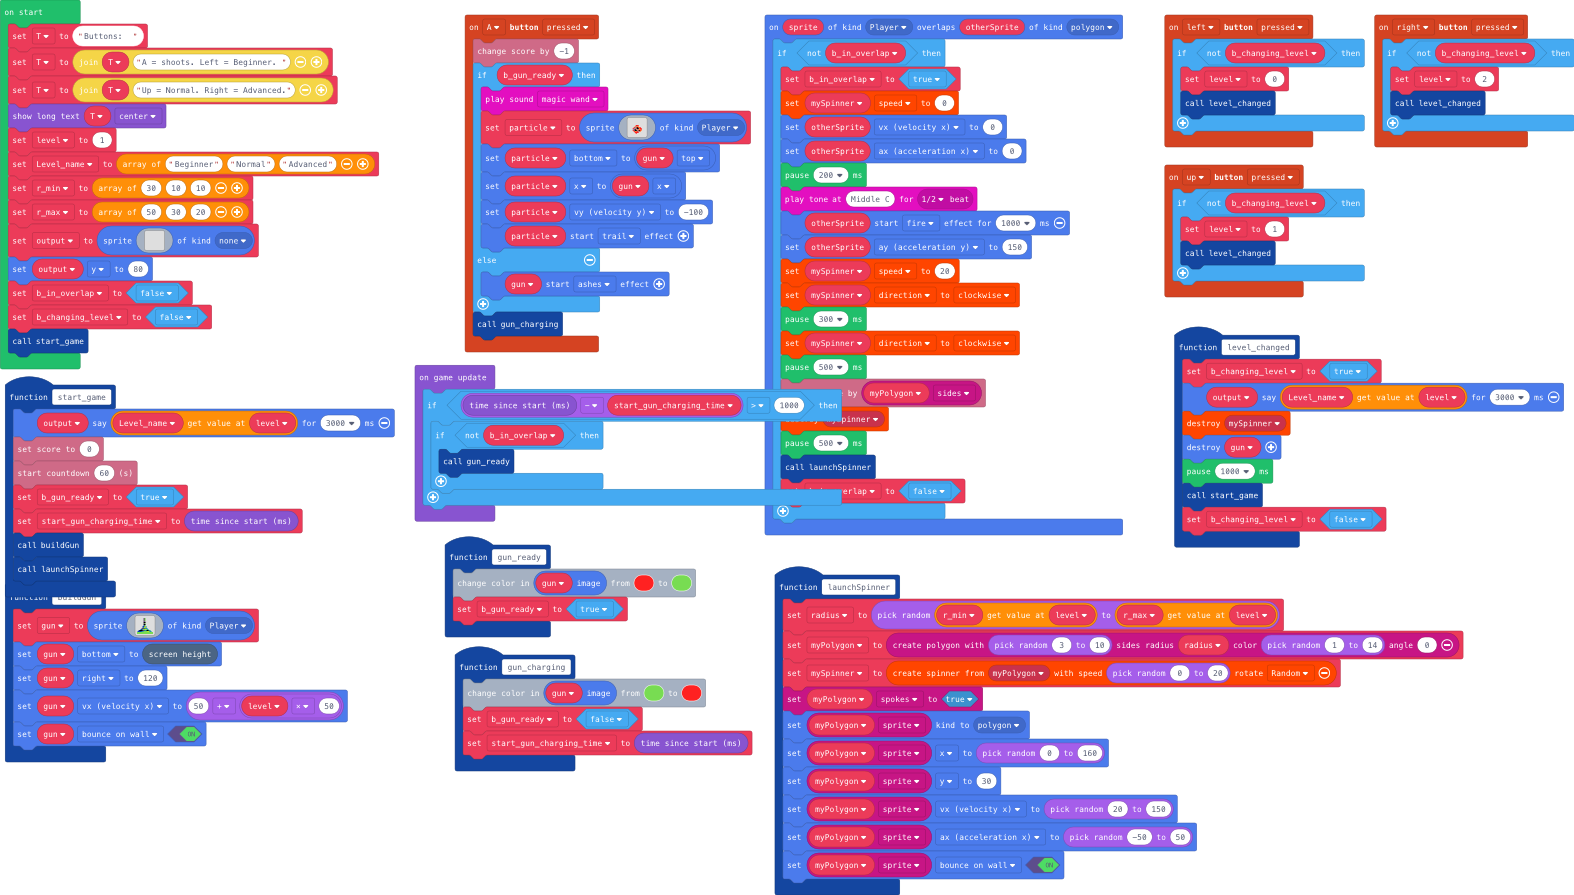 on start
set T to "Buttons: "
set T to join T "A = shoots. Left = Beginner. "
set T to join T "Up = Normal. Right = Advanced."
show long text T center
set level to 1
set Level_name to array of "Beginner" "Normal" "Advanced"
set r_min to array of 30 10 10
set r_max to array of 50 30 20
set output to sprite of kind none
set output y to 80
set b_in_overlap to false
set b_changing_level to false
call start_game
function start_game
output say Level_name get value at level for 3000 ms
set score to 0
start countdown 60 (s)
set b_gun_ready to true
set start_gun_charging_time to time since start (ms)
call buildGun
call launchSpinner
function buildGun
set gun to sprite of kind Player
set gun bottom to screen height
set gun right to 120
set gun vx (velocity x) to 50 + level × 50
set gun bounce on wall ON
on A button pressed
change score by -1
if b_gun_ready then
play sound magic wand
set particle to sprite of kind Player
set particle bottom to gun top
set particle x to gun x
set particle vy (velocity y) to -100
particle start trail effect
else
gun start ashes effect
call gun_charging
on game update
if time since start (ms) - start_gun_charging_time > 1000 then
if not b_in_overlap then
call gun_ready
function gun_ready
change color in gun image from to
set b_gun_ready to true
function gun_charging
change color in gun image from to
set b_gun_ready to false
set start_gun_charging_time to time since start (ms)
on sprite of kind Player overlaps otherSprite of kind polygon
if not b_in_overlap then
set b_in_overlap to true
set mySpinner speed to 0
set otherSprite vx (velocity x) to 0
set otherSprite ax (acceleration x) to 0
pause 200 ms
play tone at Middle C for 1/2 beat
otherSprite start fire effect for 1000 ms
set otherSprite ay (acceleration y) to 150
set mySpinner speed to 20
set mySpinner direction to clockwise
pause 300 ms
set mySpinner direction to clockwise
pause 500 ms
by myPolygon sides
pinner
pause 500 ms
call launchSpinner
erlap to false
function launchSpinner
set radius to pick random r_min get value at level to r_max get value at level
set myPolygon to create polygon with pick random 3 to 10 sides radius radius color pick random 1 to 14 angle 0
set mySpinner to create spinner from myPolygon with speed pick random 0 to 20 rotate Random
set myPolygon spokes to true
set myPolygon sprite kind to polygon
set myPolygon sprite x to pick random 0 to 160
set myPolygon sprite y to 30
set myPolygon sprite vx (velocity x) to pick random 20 to 150
set myPolygon sprite ax (acceleration x) to pick random -50 to 50
set myPolygon sprite bounce on wall ON
on left button pressed
if not b_changing_level then
set level to 0
call level_changed
on right button pressed
if not b_changing_level then
set level to 2
call level_changed
on up button pressed
if not b_changing_level then
set level to 1
call level_changed
function level_changed
set b_changing_level to true
output say Level_name get value at level for 3000 ms
destroy mySpinner
destroy gun
pause 1000 ms
call start_game
set b_changing_level to false